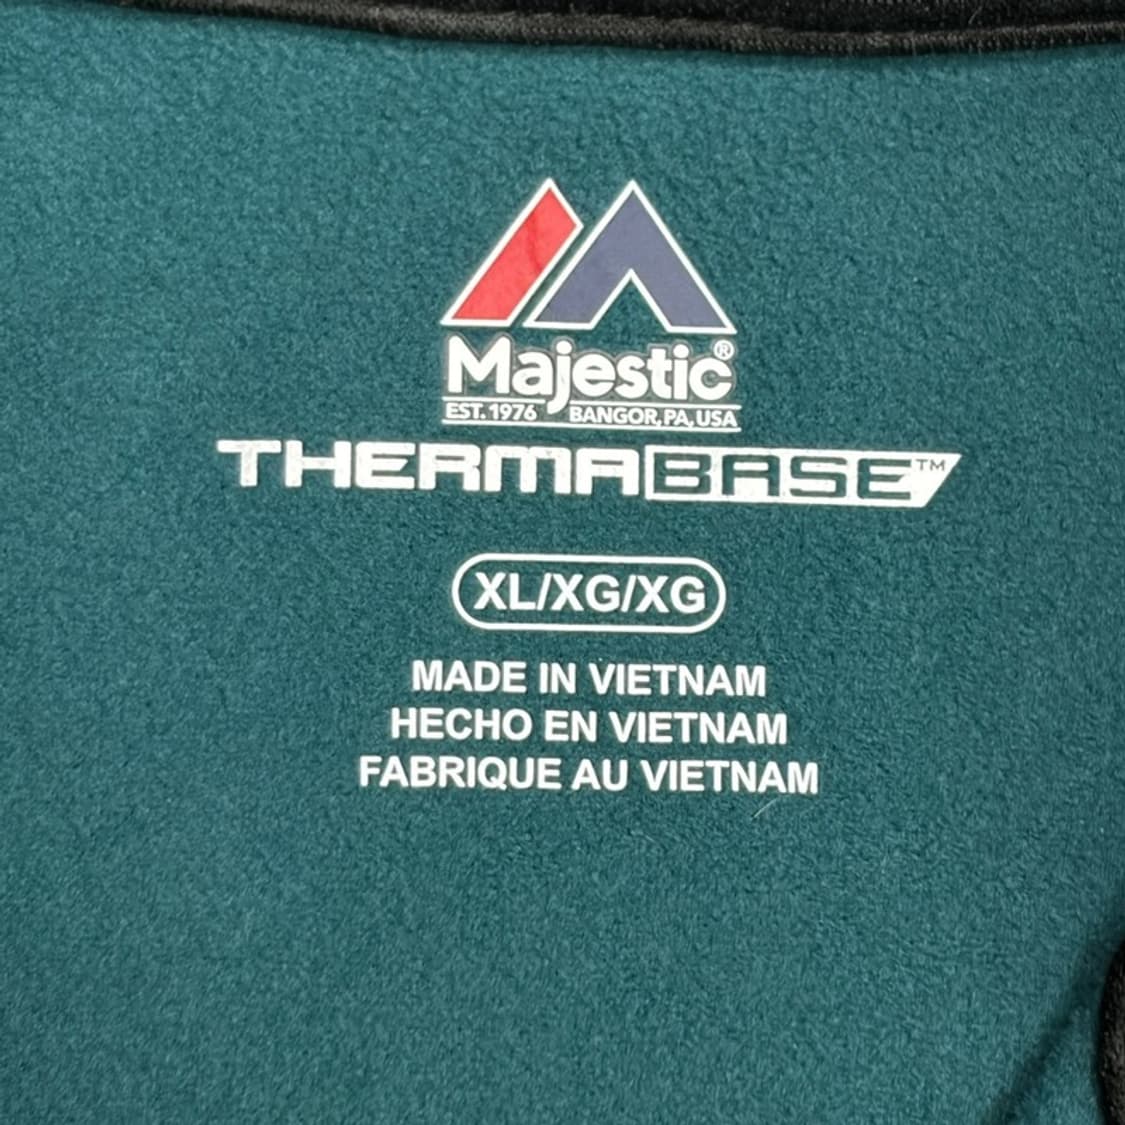 Majestic®
EST. 1976 BANGOR, PA, USA
THERMABASE™
XL/XG/XG
MADE IN VIETNAM
HECHO EN VIETNAM
FABRIQUE AU VIETNAM